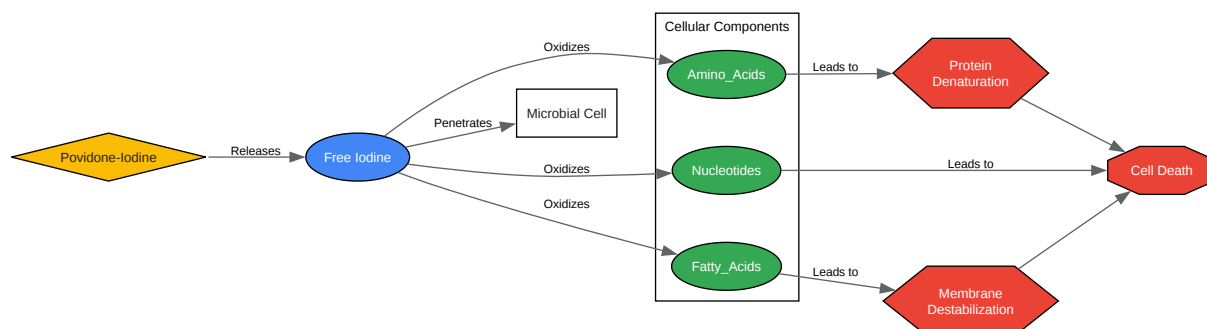 Cellular Components
Oxidizes
Amino_Acids
Leads to
Protein
Denaturation
Penetrates
Microbial Cell
Povidone-Iodine
Releases
Free Iodine
Oxidizes
Nucleotides
Leads to
Cell Death
Oxidizes
Fatty_Acids
Leads to
Membrane
Destabilization